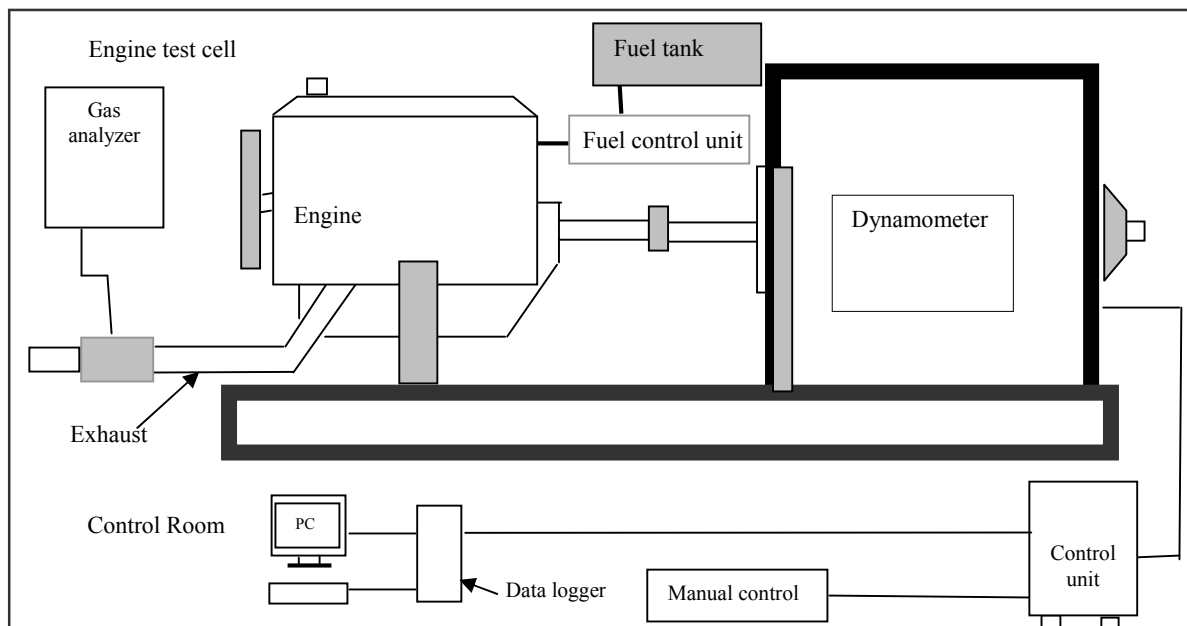 Engine test cell
Fuel tank
Gas
analyzer
Fuel control unit
Engine
Dynamometer
Exhaust
Control Room
PC
Data logger
Manual control
Control
unit